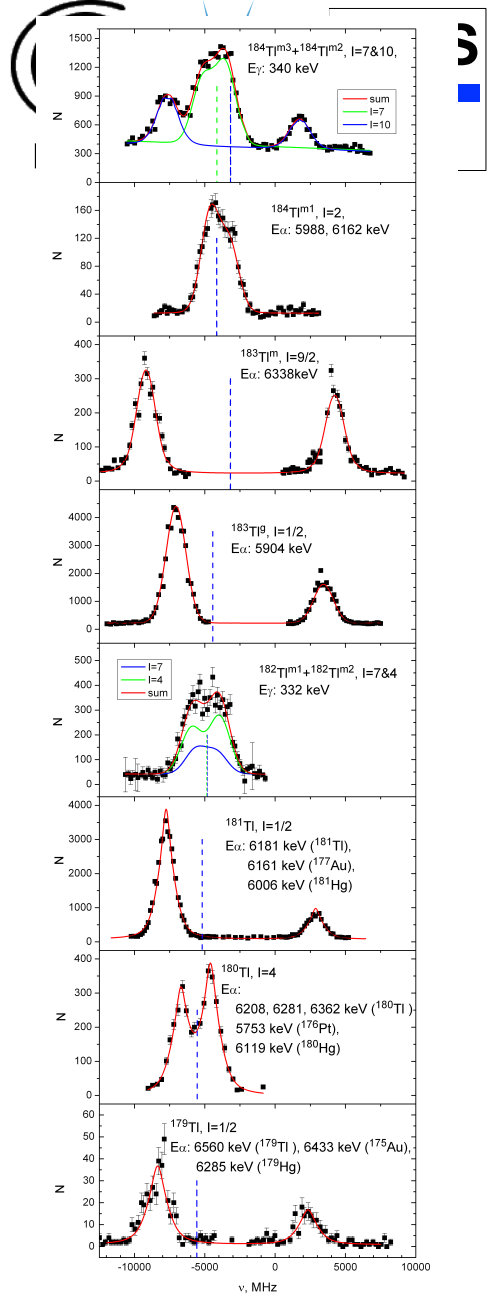 s
184Tlm3+184Tlm2, I=7&10,
Eγ: 340 keV
sum
I=7
I=10
1500
1200
900
600
300
0
N
184Tlm1, I=2,
Eα: 5988, 6162 keV
160
120
80
40
0
N
183Tlm, I=9/2,
Eα: 6338keV
400
300
200
100
0
N
183Tlg, I=1/2,
Eα: 5904 keV
4000
3000
2000
1000
0
N
I=7
I=4
sum
182Tlm1+182Tlm2, I=7&4
Eγ: 332 keV
500
400
300
200
100
0
N
181Tl, I=1/2
Eα: 6181 keV (181Tl),
6161 keV (177Au),
6006 keV (181Hg)
4000
3000
2000
1000
0
N
180Tl, I=4
Eα:
6208, 6281, 6362 keV (180Tl )
5753 keV (176Pt),
6119 keV (180Hg)
400
300
200
100
0
N
179Tl, I=1/2
Eα: 6560 keV (179Tl ), 6433 keV (175Au),
6285 keV (179Hg)
60
50
40
30
20
10
0
N
-10000 -5000 0 5000 10000
ν, MHz